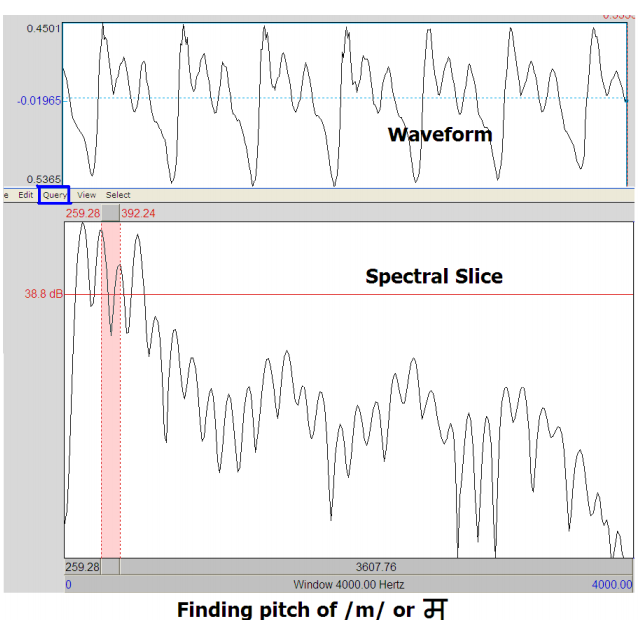 0.4501
-0.01965
Waveform
0.5365
e Edit Query View Select
259.28 392.24
Spectral Slice
38.8 dB
259.28 3607.76
0 Window 4000.00 Hertz 4000.00
Finding pitch of /m/ or म